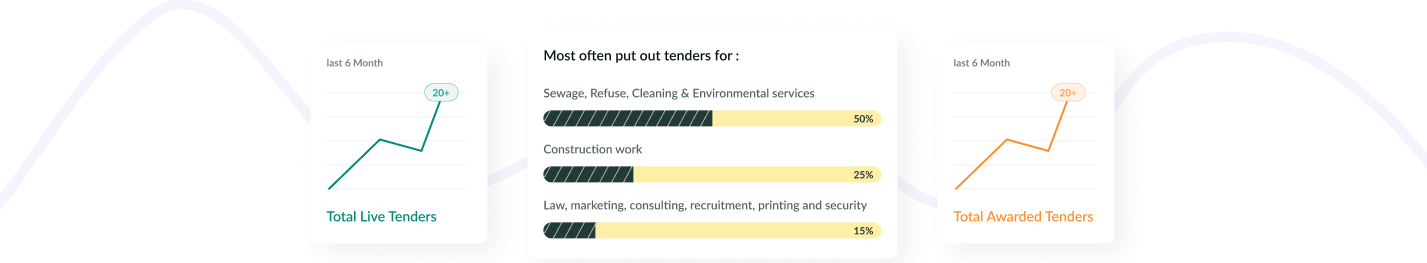 last 6 Month
20+
Total Live Tenders
Most often put out tenders for :
Sewage, Refuse, Cleaning & Environmental services
50%
Construction work
25%
Law, marketing, consulting, recruitment, printing and security
15%
last 6 Month
20+
Total Awarded Tenders